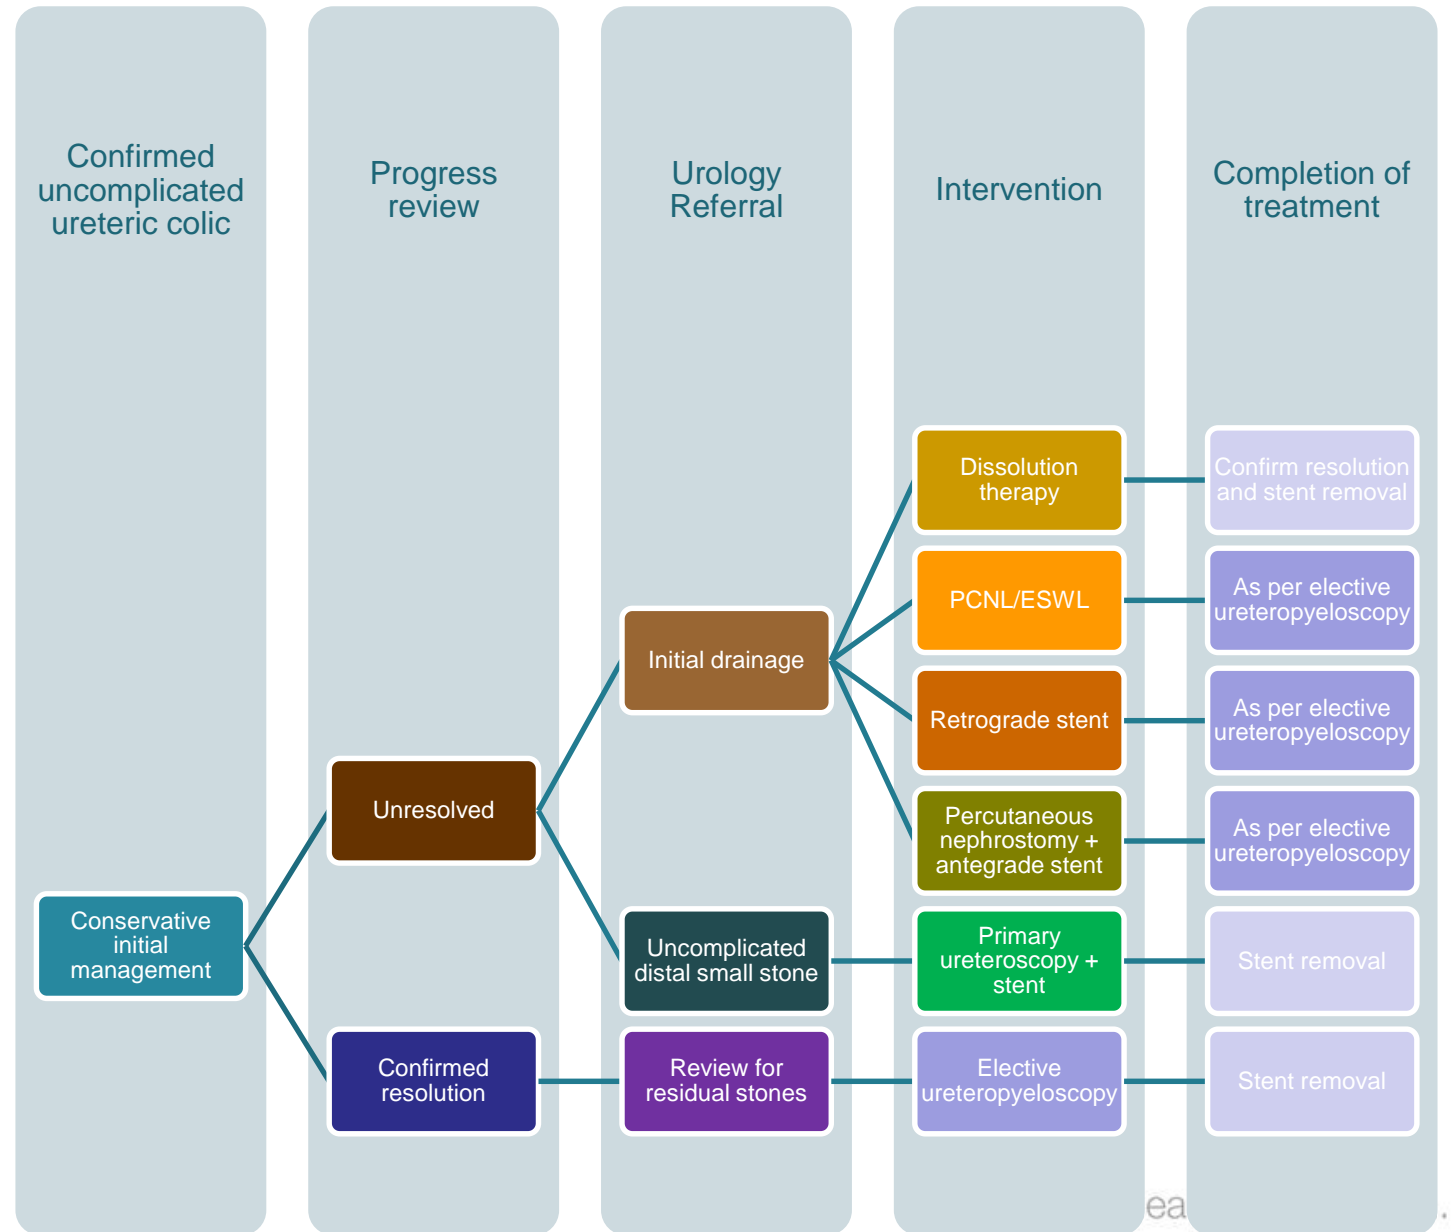 Confirmed
uncomplicated
ureteric colic
Progress
review
Urology
Referral
Intervention
Completion of
treatment
Conservative
initial
management
Unresolved
Confirmed
resolution
Initial drainage
Uncomplicated
distal small stone
Review for
residual stones
Dissolution
therapy
PCNL/ESWL
Retrograde stent
Percutaneous
nephrostomy +
antegrade stent
Primary
ureteroscopy +
stent
Elective
ureteropyeloscopy
Confirm resolution
and stent removal
As per elective
ureteropyeloscopy
As per elective
ureteropyeloscopy
As per elective
ureteropyeloscopy
Stent removal
Stent removal